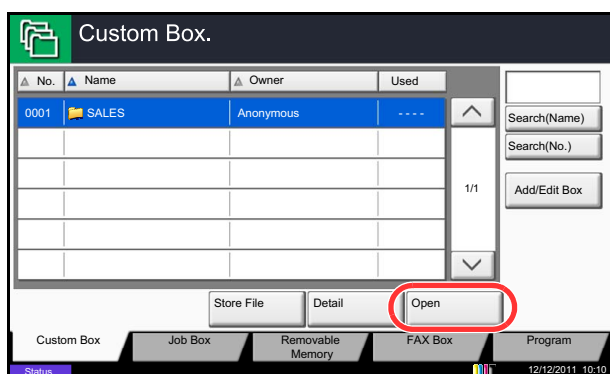 Custom Box.
No. Name Owner Used
0001 SALES Anonymous ----
Search(Name)
Search(No.)
1/1
Add/Edit Box
Store File Detail Open
Custom Box Job Box Removable Memory FAX Box Program
Status 12/12/2011 10:10